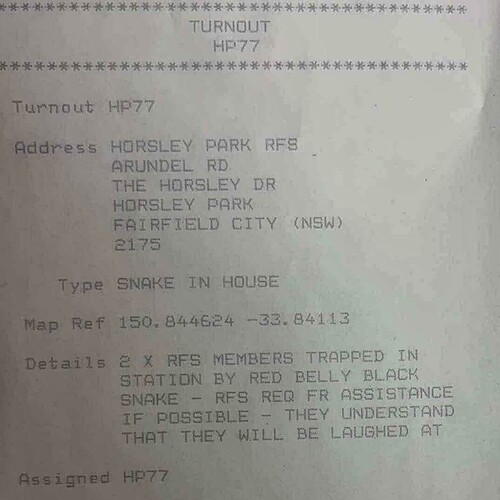 ****************************************
TURNOUT
HP77
****************************************
Turnout HP77
Address HORSLEY PARK RFS
ARUNDEL RD
THE HORSLEY DR
HORSLEY PARK
FAIRFIELD CITY (NSW)
2175
Type SNAKE IN HOUSE
Map Ref 150.844624 -33.84113
Details 2 X RFS MEMBERS TRAPPED IN
STATION BY RED BELLY BLACK
SNAKE - RFS REQ FR ASSISTANCE
IF POSSIBLE - THEY UNDERSTAND
THAT THEY WILL BE LAUGHED AT
Assigned HP77